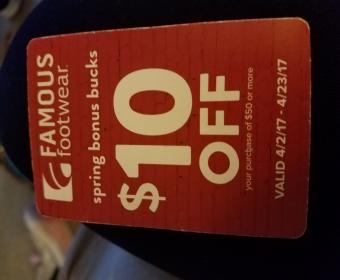 FAMOUS
footwear.
spring bonus bucks
$10
OFF
your purchase of $50 or more
VALID 4/2/17 - 4/23/17